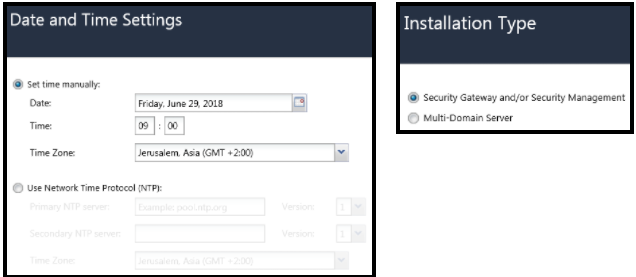 Date and Time Settings
Set time manually:
Date: Friday, June 29, 2018
Time: 09 : 00
Time Zone: Jerusalem, Asia (GMT +2:00)
Use Network Time Protocol (NTP):
Primary NTP server: Example: pool.ntp.org Version: 1
Secondary NTP server: Version: 1
Time Zone: Jerusalem, Asia (GMT +2:00)
Installation Type
Security Gateway and/or Security Management
Multi-Domain Server